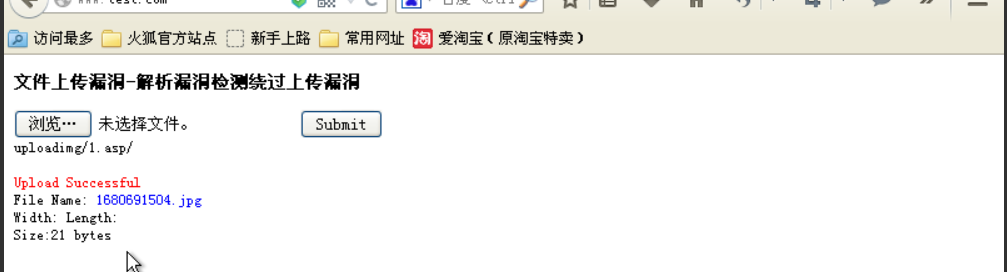 www.test.com
访问最多 火狐官方站点 新手上路 常用网址 淘 爱淘宝(原淘宝特卖)
文件上传漏洞-解析漏洞检测绕过上传漏洞
浏览… 未选择文件。 Submit
uploadimg/1.asp/
Upload Successful
File Name: 1680691504.jpg
Width: Length:
Size:21 bytes